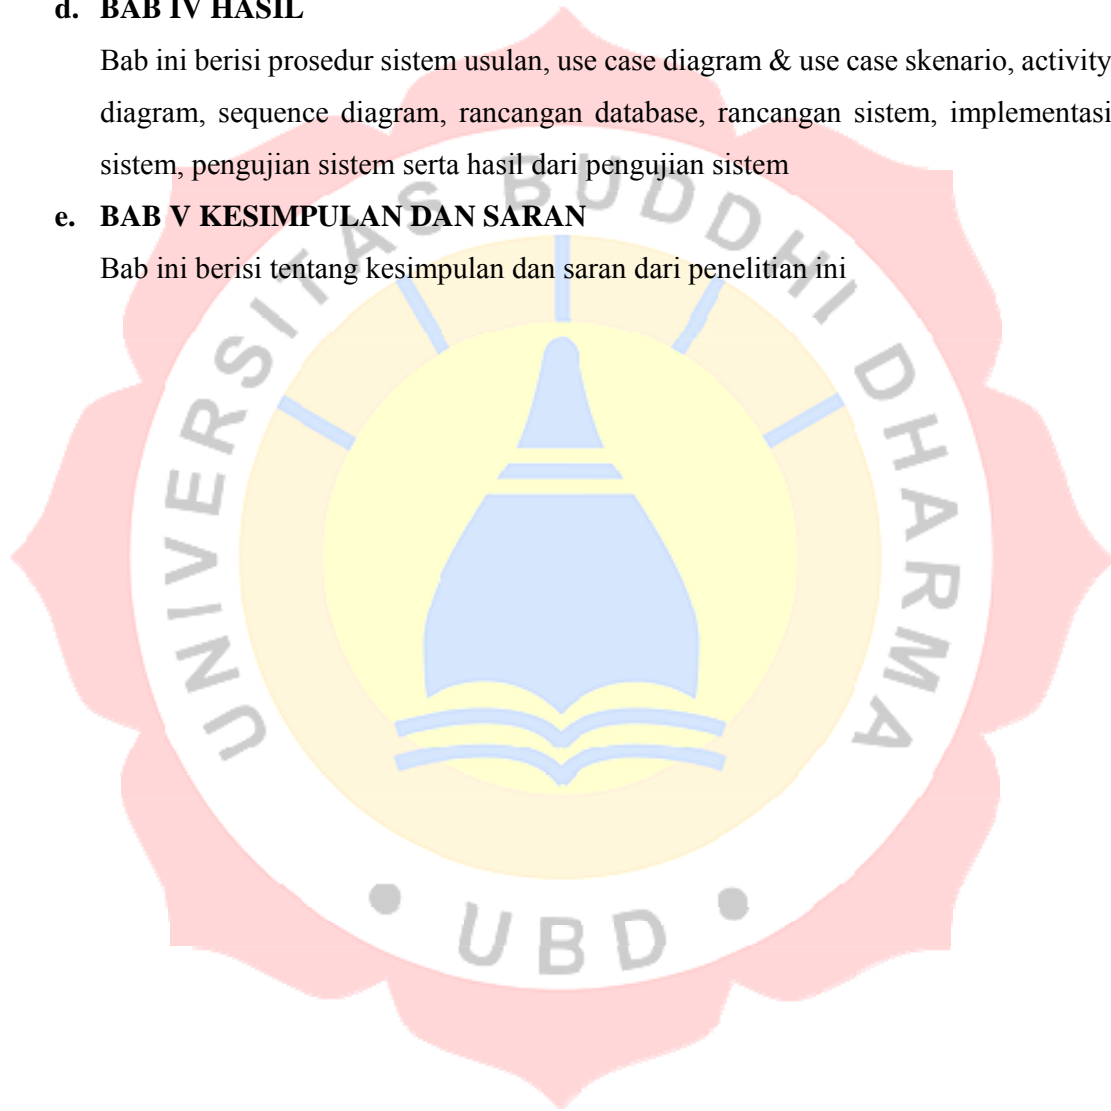 d. BAB IV HASIL
Bab ini berisi prosedur sistem usulan, use case diagram & use case skenario, activity
diagram, sequence diagram, rancangan database, rancangan sistem, implementasi
sistem, pengujian sistem serta hasil dari pengujian sistem
e. BAB V KESIMPULAN DAN SARAN
Bab ini berisi tentang kesimpulan dan saran dari penelitian ini
UNIVERSITAS BUDDHI DHARMA
• UBD •